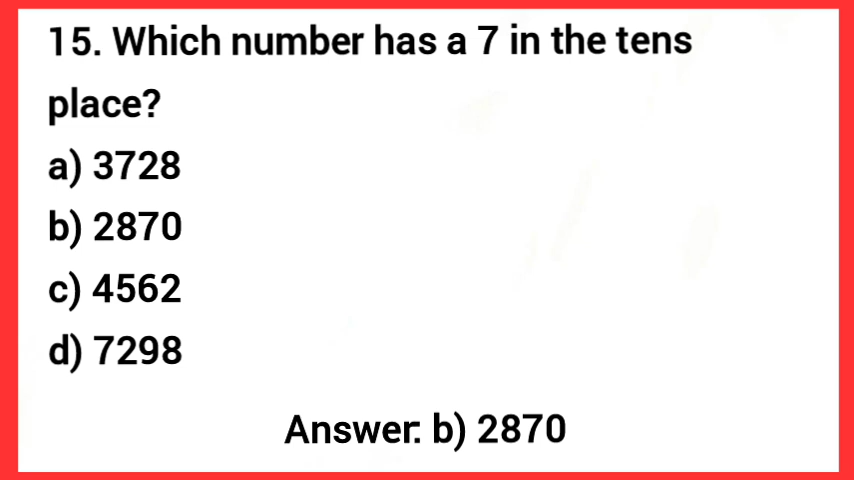 15. Which number has a 7 in the tens
place?
a) 3728
b) 2870
c) 4562
d) 7298
Answer: b) 2870